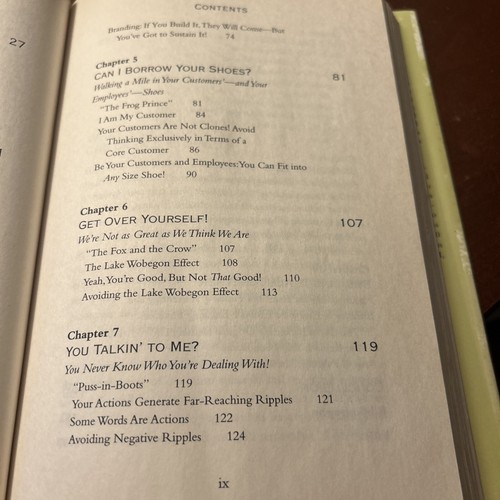 CONTENTS
Branding: If You Build It, They Will Come—But
You've Got to Sustain It! 74
27
Chapter 5
CAN I BORROW YOUR SHOES? 81
Walking a Mile in Your Customers'—and Your
Employees'—Shoes
"The Frog Prince" 81
I Am My Customer 84
Your Customers Are Not Clones! Avoid
Thinking Exclusively in Terms of a
Core Customer 86
Be Your Customers and Employees: You Can Fit into
Any Size Shoe! 90
Chapter 6
GET OVER YOURSELF! 107
We're Not as Great as We Think We Are
"The Fox and the Crow" 107
The Lake Wobegon Effect 108
Yeah, You're Good, But Not That Good! 110
Avoiding the Lake Wobegon Effect 113
Chapter 7
YOU TALKIN' TO ME? 119
You Never Know Who You're Dealing With!
"Puss-in-Boots" 119
Your Actions Generate Far-Reaching Ripples 121
Some Words Are Actions 122
Avoiding Negative Ripples 124
ix